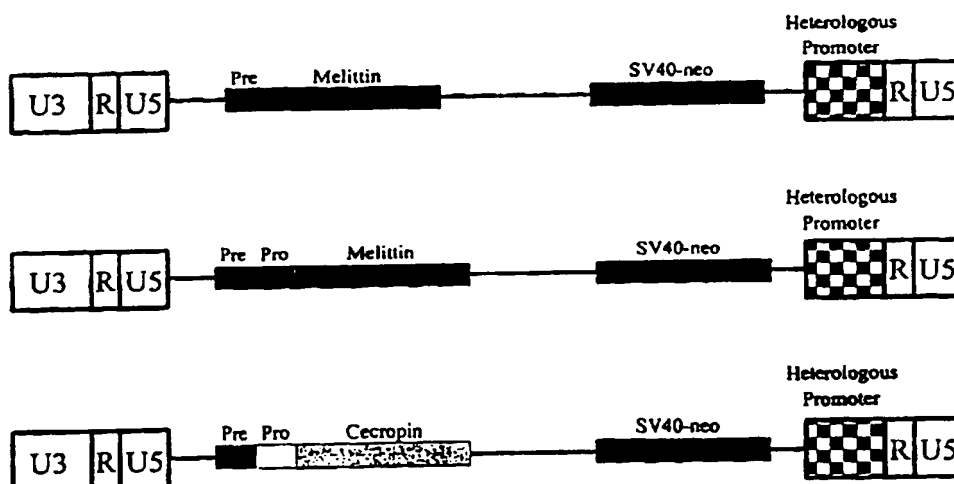 Heterologous
Promoter
Pre Melittin SV40-neo
U3 R U5 R U5
Heterologous
Promoter
Pre Pro Melittin SV40-neo
U3 R U5 R U5
Heterologous
Promoter
Pre Pro Cecropin SV40-neo
U3 R U5 R U5